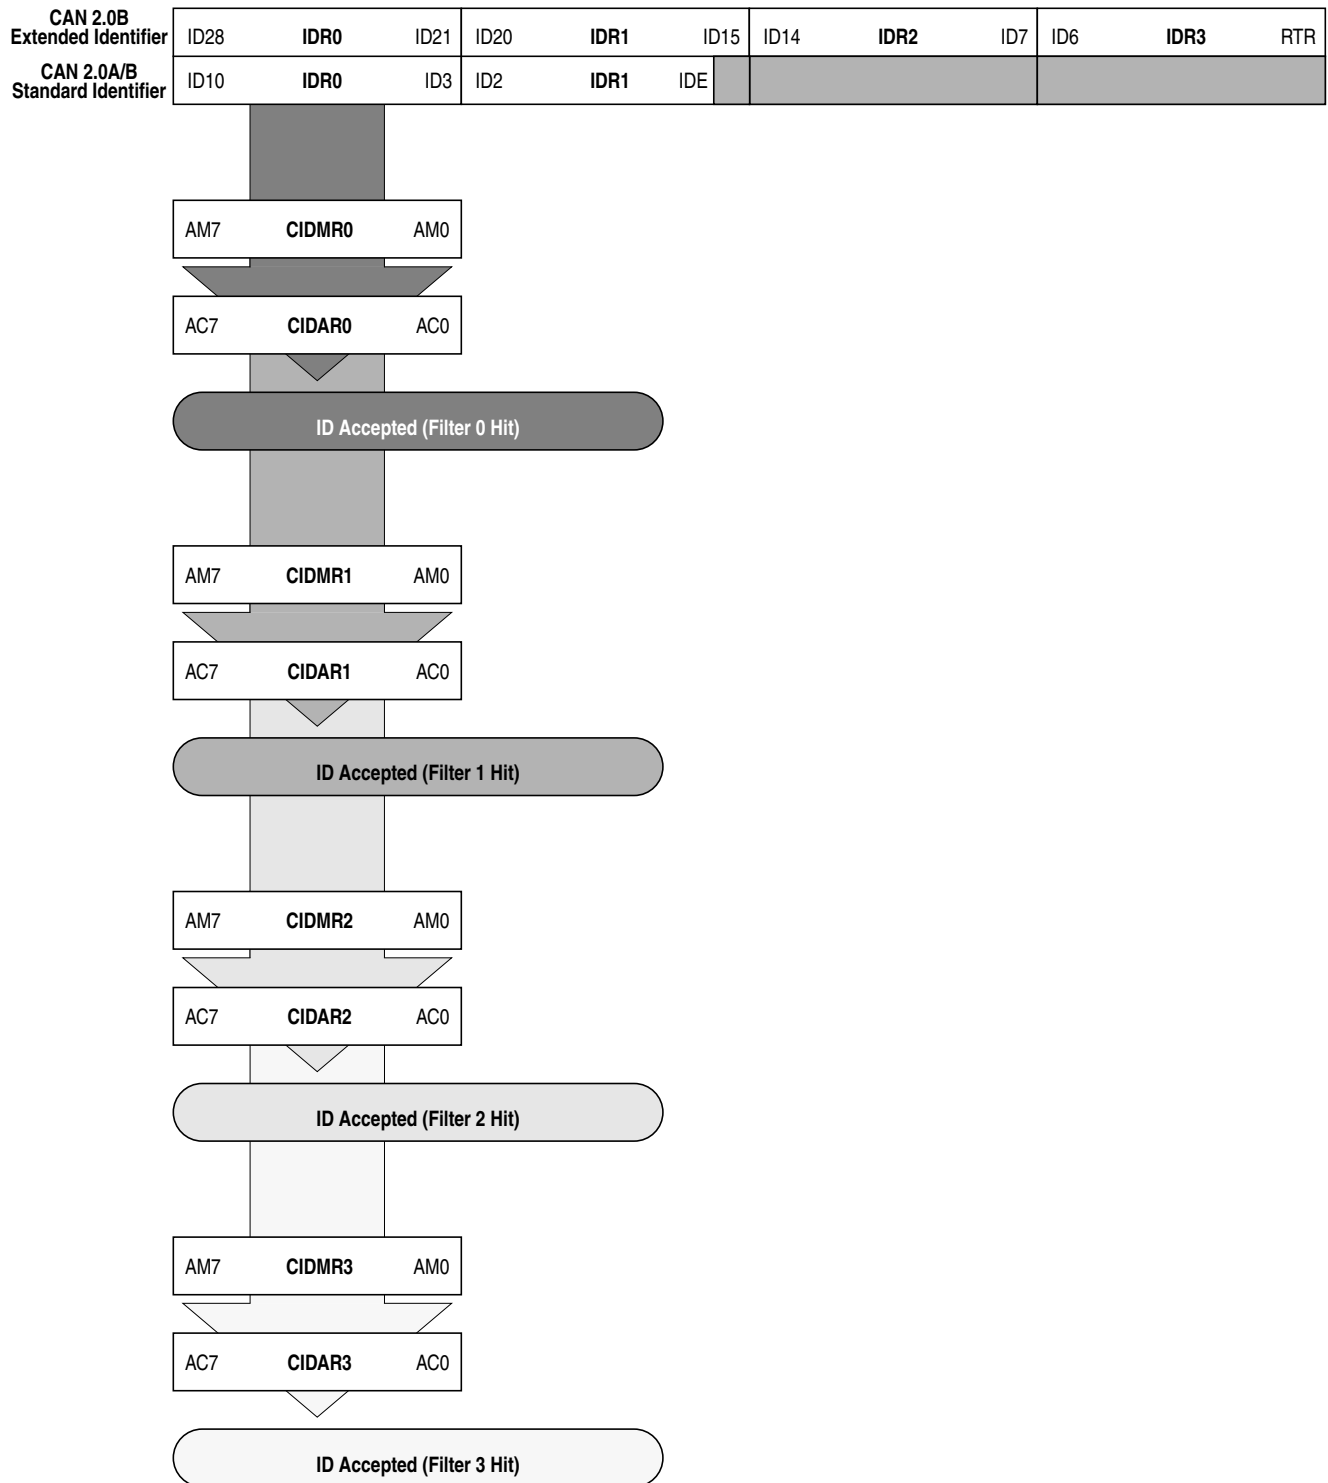 CAN 2.0B
Extended Identifier ID28 IDR0 ID21 ID20 IDR1 ID15 ID14 IDR2 ID7 ID6 IDR3 RTR
CAN 2.0A/B
Standard Identifier ID10 IDR0 ID3 ID2 IDR1 IDE
AM7 CIDMR0 AM0
AC7 CIDAR0 AC0
ID Accepted (Filter 0 Hit)
AM7 CIDMR1 AM0
AC7 CIDAR1 AC0
ID Accepted (Filter 1 Hit)
AM7 CIDMR2 AM0
AC7 CIDAR2 AC0
ID Accepted (Filter 2 Hit)
AM7 CIDMR3 AM0
AC7 CIDAR3 AC0
ID Accepted (Filter 3 Hit)